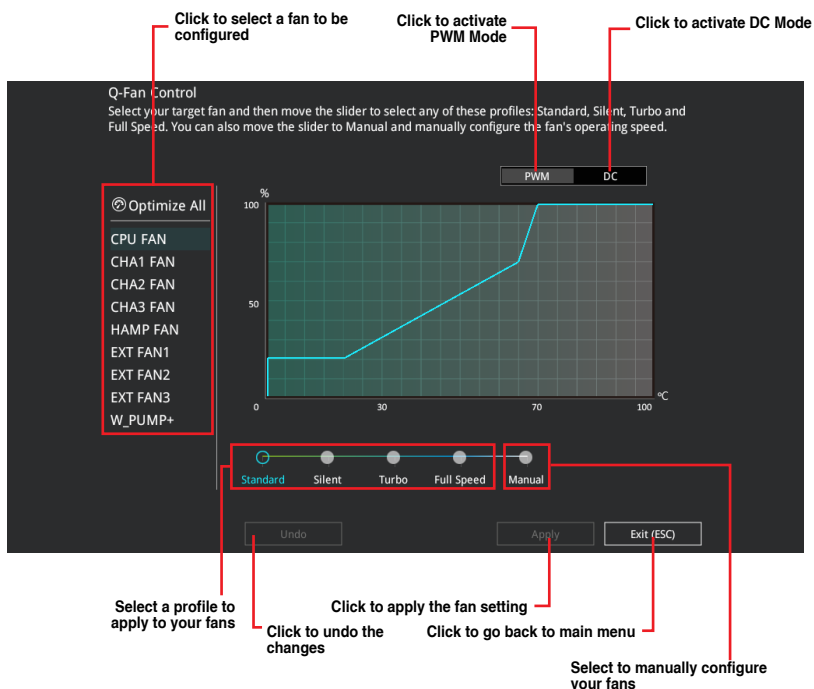 Click to select a fan to be
configured
Click to activate
PWM Mode
Click to activate DC Mode
Q-Fan Control
Select your target fan and then move the slider to select any of these profiles: Standard, Silent, Turbo and
Full Speed. You can also move the slider to Manual and manually configure the fan's operating speed.
PWM
DC
Optimize All
CPU FAN
CHA1 FAN
CHA2 FAN
CHA3 FAN
HAMP FAN
EXT FAN1
EXT FAN2
EXT FAN3
W_PUMP+
%
100
50
0
30
70
100
ºC
Standard
Silent
Turbo
Full Speed
Manual
Undo
Apply
Exit (ESC)
Select a profile to
apply to your fans
Click to undo the
changes
Click to apply the fan setting
Click to go back to main menu
Select to manually configure
your fans